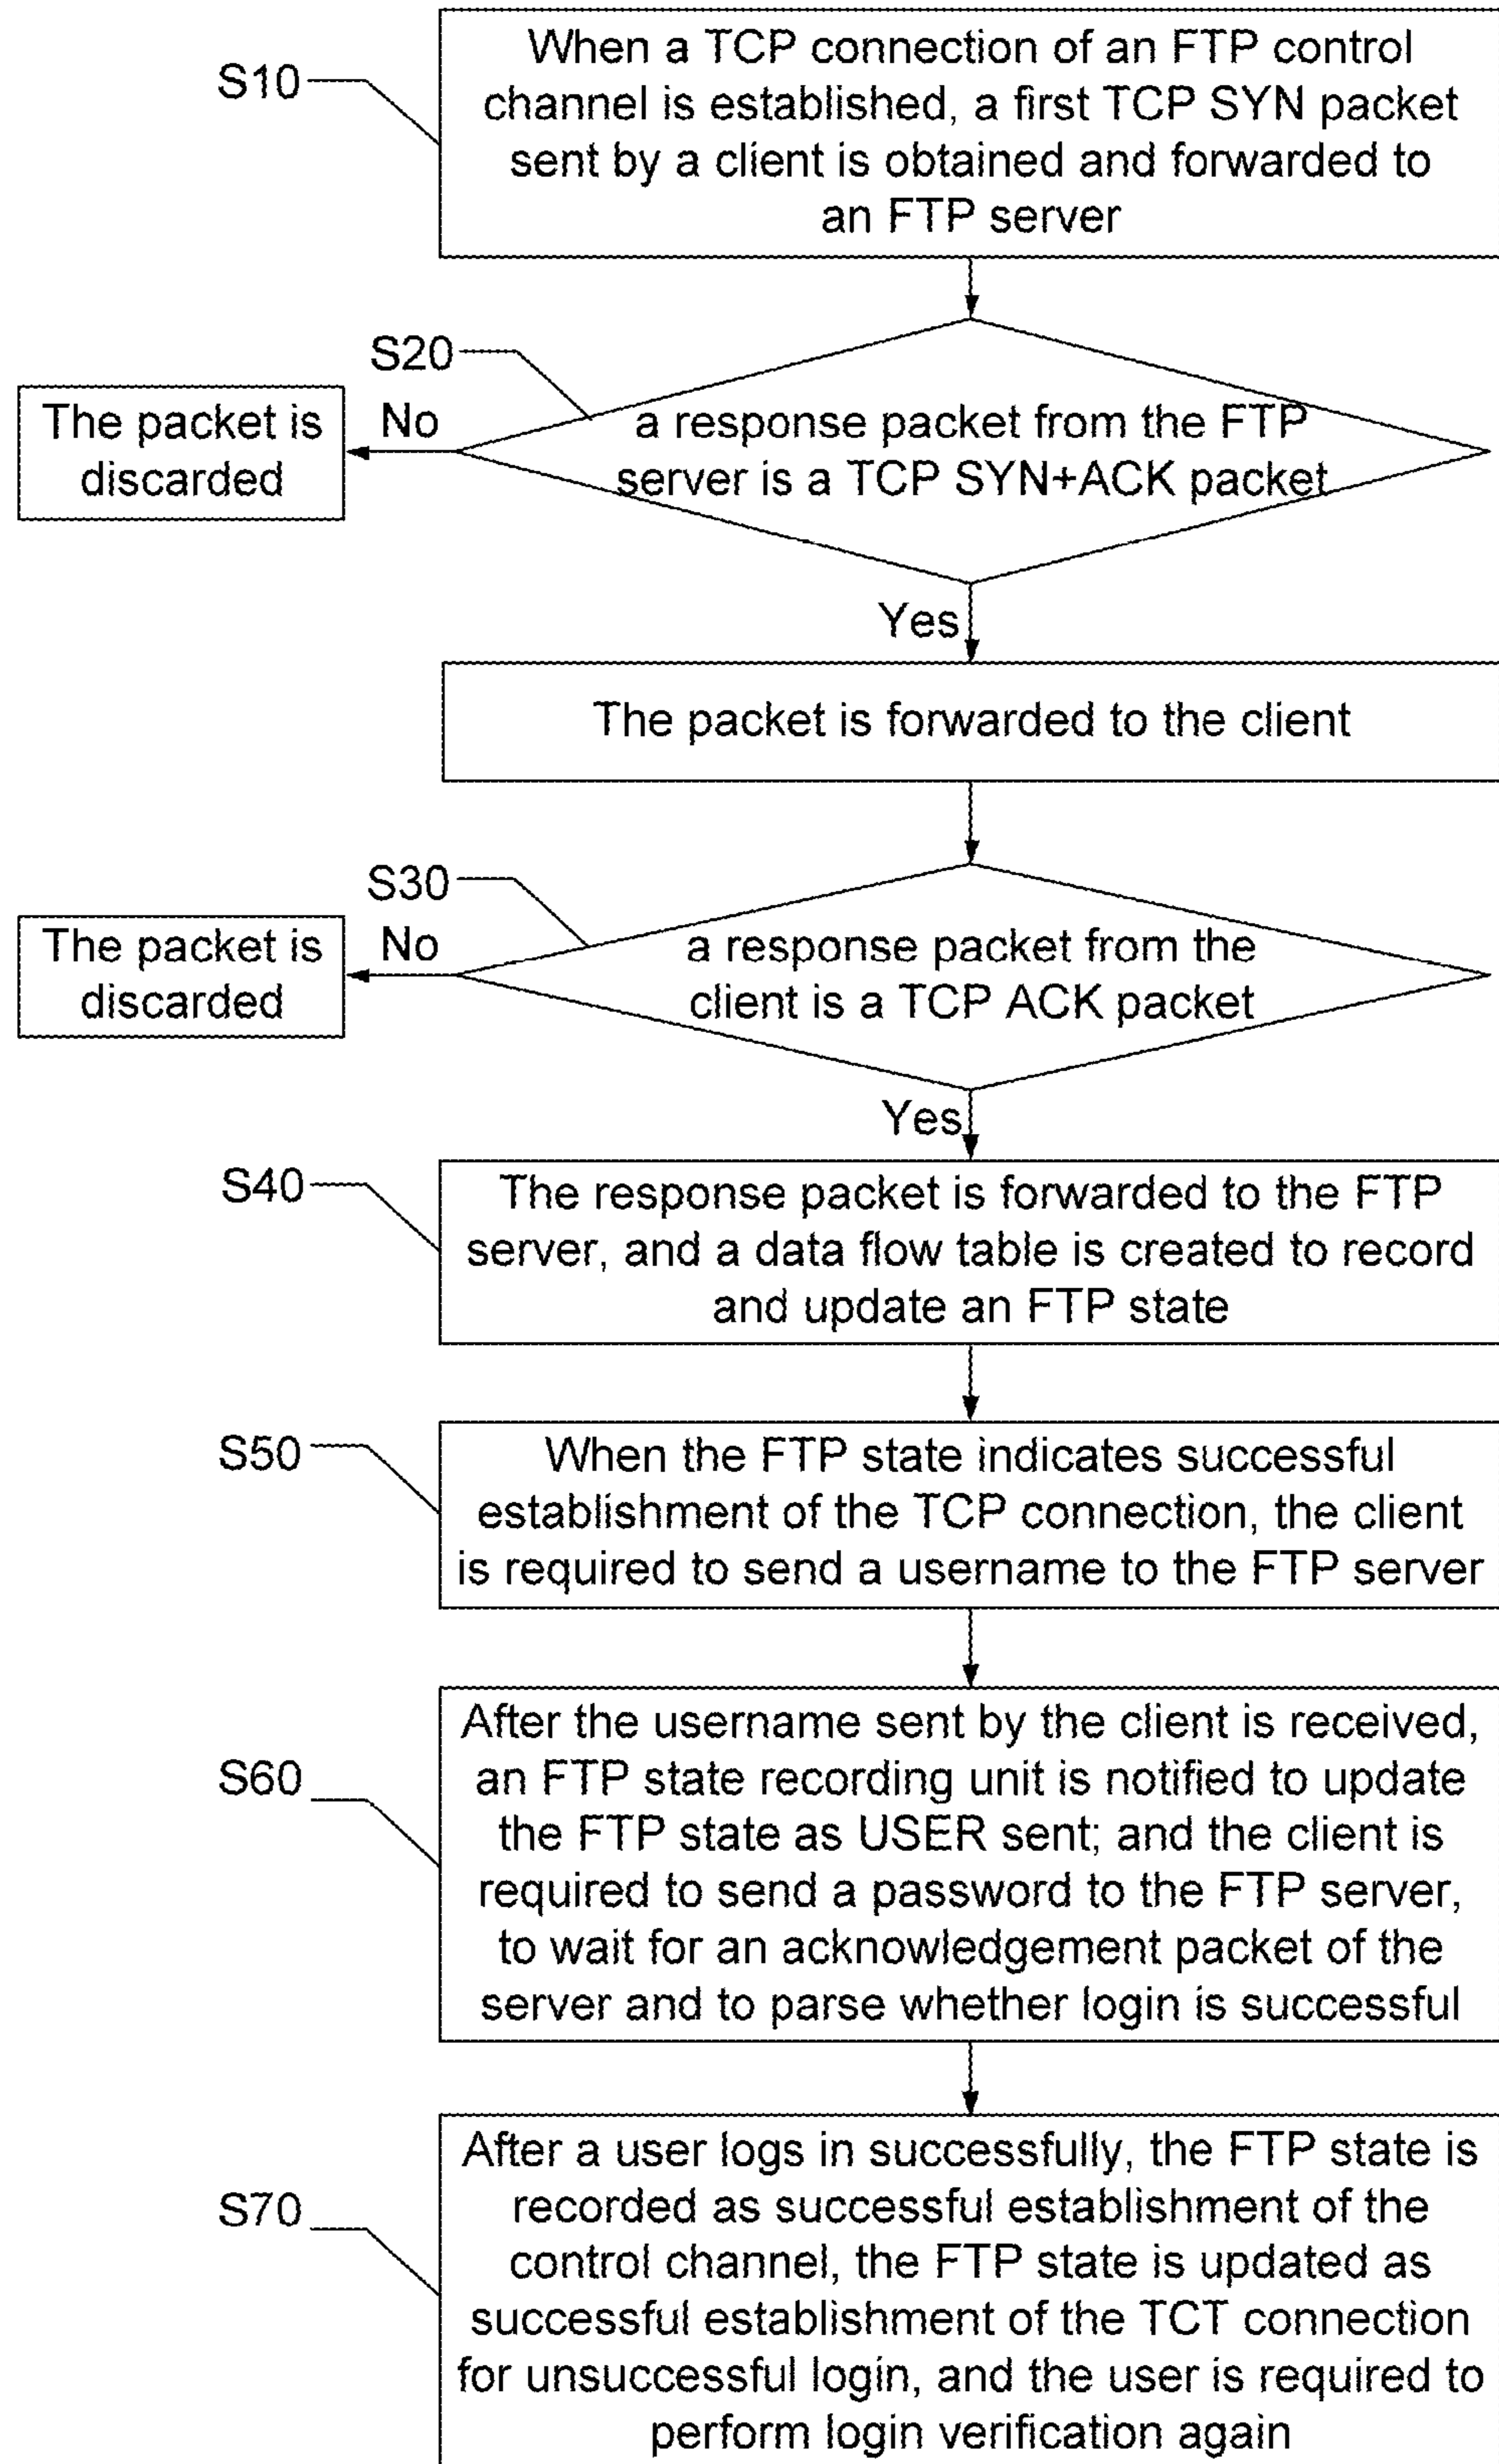 S10
When a TCP connection of an FTP control
channel is established, a first TCP SYN packet
sent by a client is obtained and forwarded to
an FTP server
S20
a response packet from the FTP
server is a TCP SYN+ACK packet
No
The packet is
discarded
Yes
The packet is forwarded to the client
S30
a response packet from the
client is a TCP ACK packet
No
The packet is
discarded
Yes
S40
The response packet is forwarded to the FTP
server, and a data flow table is created to record
and update an FTP state
S50
When the FTP state indicates successful
establishment of the TCP connection, the client
is required to send a username to the FTP server
S60
After the username sent by the client is received,
an FTP state recording unit is notified to update
the FTP state as USER sent; and the client is
required to send a password to the FTP server,
to wait for an acknowledgement packet of the
server and to parse whether login is successful
S70
After a user logs in successfully, the FTP state is
recorded as successful establishment of the
control channel, the FTP state is updated as
successful establishment of the TCT connection
for unsuccessful login, and the user is required to
perform login verification again